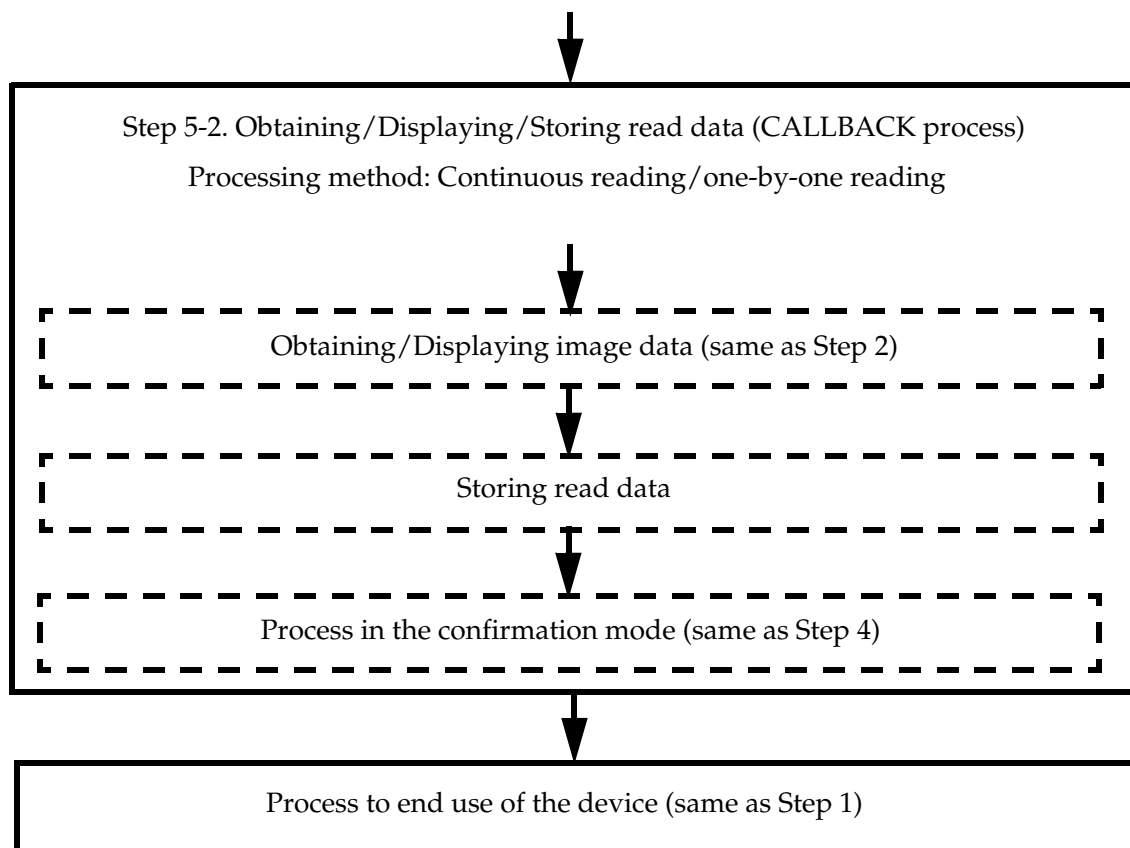 Step 5-2. Obtaining/Displaying/Storing read data (CALLBACK process)
Processing method: Continuous reading/one-by-one reading
Obtaining/Displaying image data (same as Step 2)
Storing read data
Process in the confirmation mode (same as Step 4)
Process to end use of the device (same as Step 1)